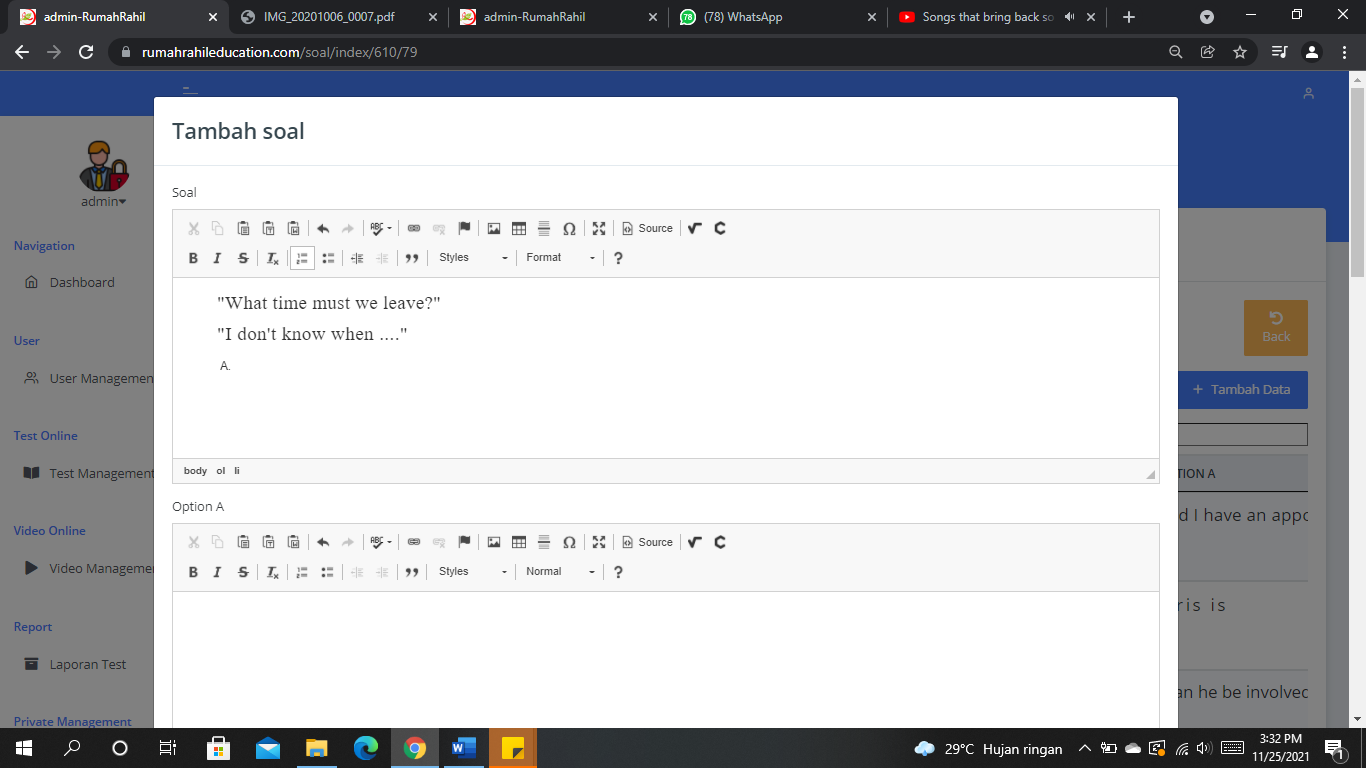 admin-RumahRahil
IMG_20201006_0007.pdf
admin-RumahRahil
(78) WhatsApp
Songs that bring back so
rumahrahileducation.com/soal/index/610/79
admin
Navigation
Dashboard
User
User Managemen
Test Online
Test Management
Video Online
Video Manageme
Report
Laporan Test
Private Management
Tambah soal
Soal
Source
Styles
Format
"What time must we leave?"
"I don't know when ...."
A.
body ol li
Option A
Source
Styles
Normal
Back
+ Tambah Data
TION A
d I have an appo
ris is
an he be involved
29°C Hujan ringan
3:32 PM
11/25/2021
1